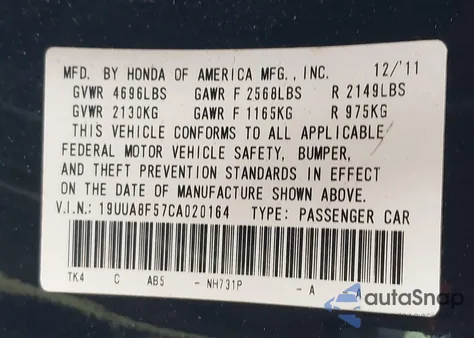 MFD. BY HONDA OF AMERICA MFG., INC. 12/'11
GVWR 4696LBS GAWR F 2568LBS R 2149LBS
GVWR 2130KG GAWR F 1165KG R 975KG
THIS VEHICLE CONFORMS TO ALL APPLICABLE
FEDERAL MOTOR VEHICLE SAFETY, BUMPER,
AND THEFT PREVENTION STANDARDS IN EFFECT
ON THE DATE OF MANUFACTURE SHOWN ABOVE.
V.I.N.: 19UUA8F57CA020164 TYPE: PASSENGER CAR
TK4 C AB5 - NH731P - A A
autoSnap